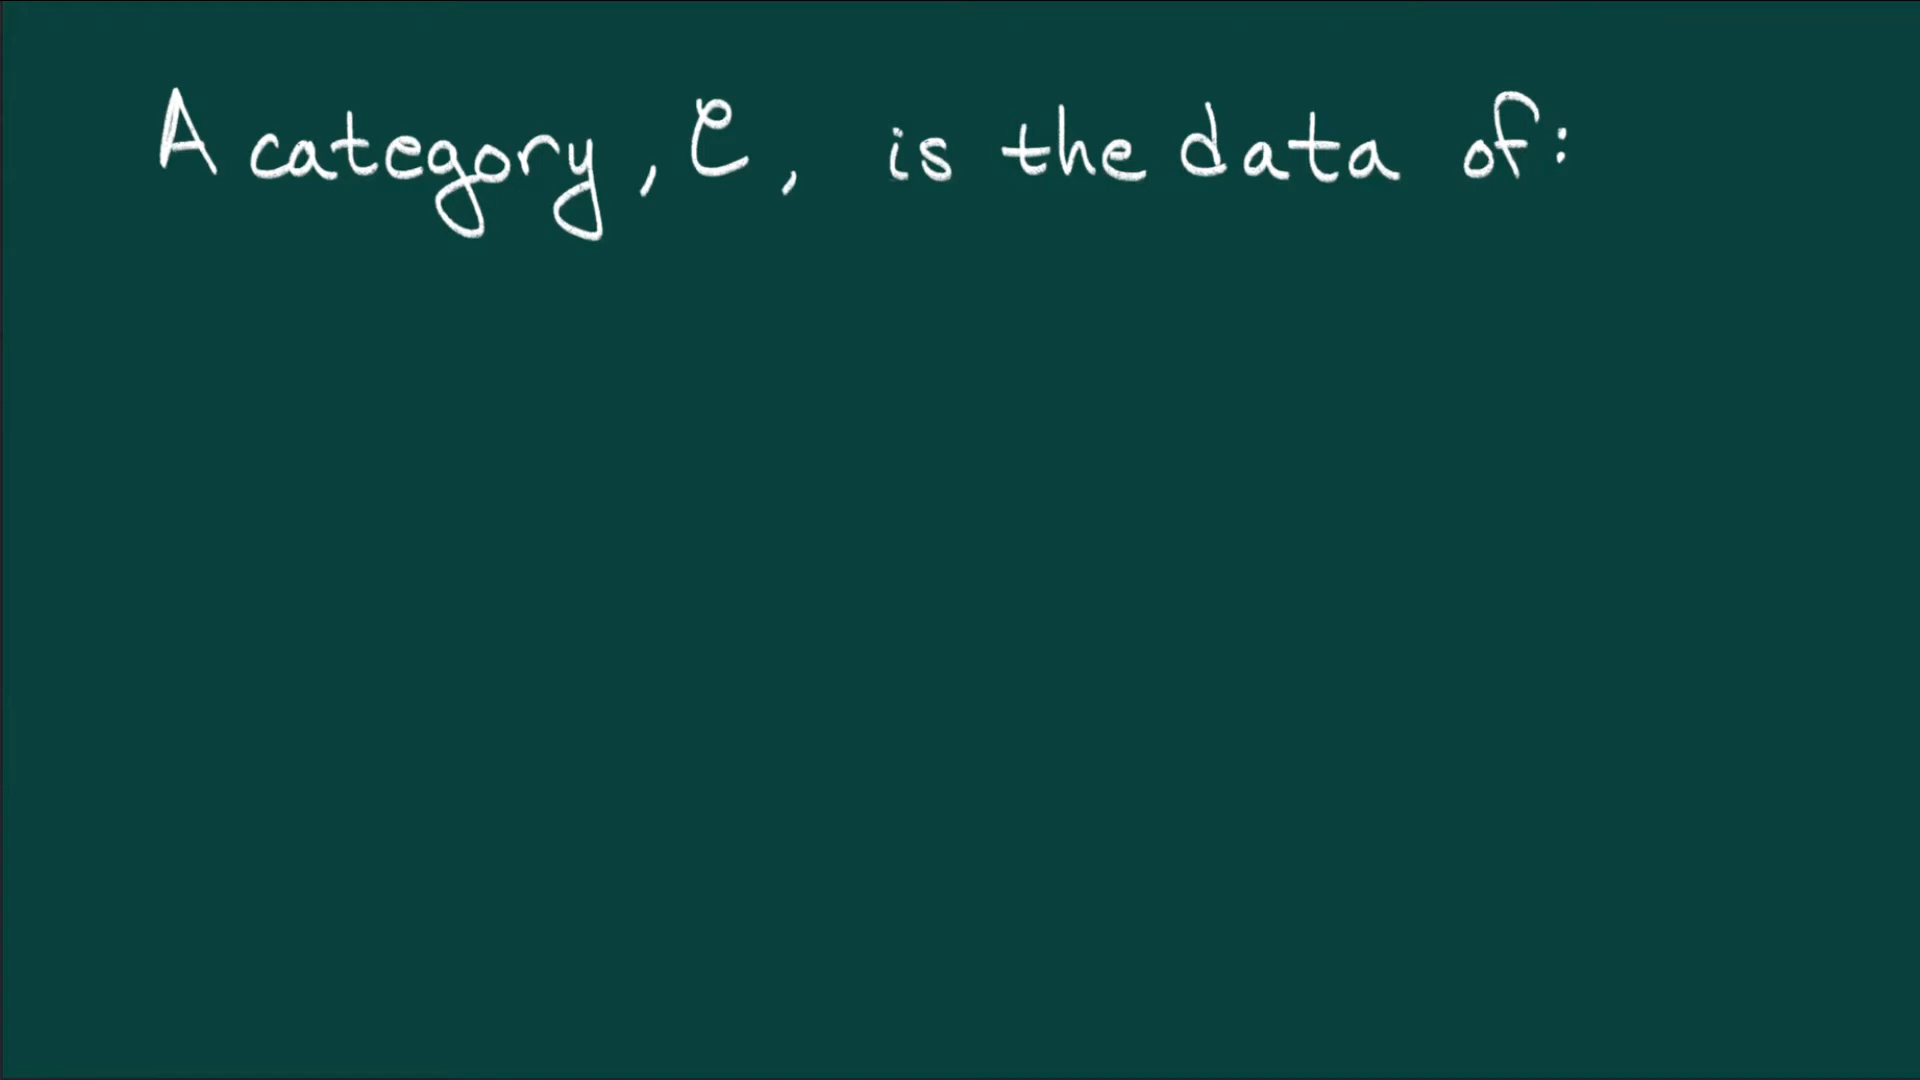 A category, C, is the data of: